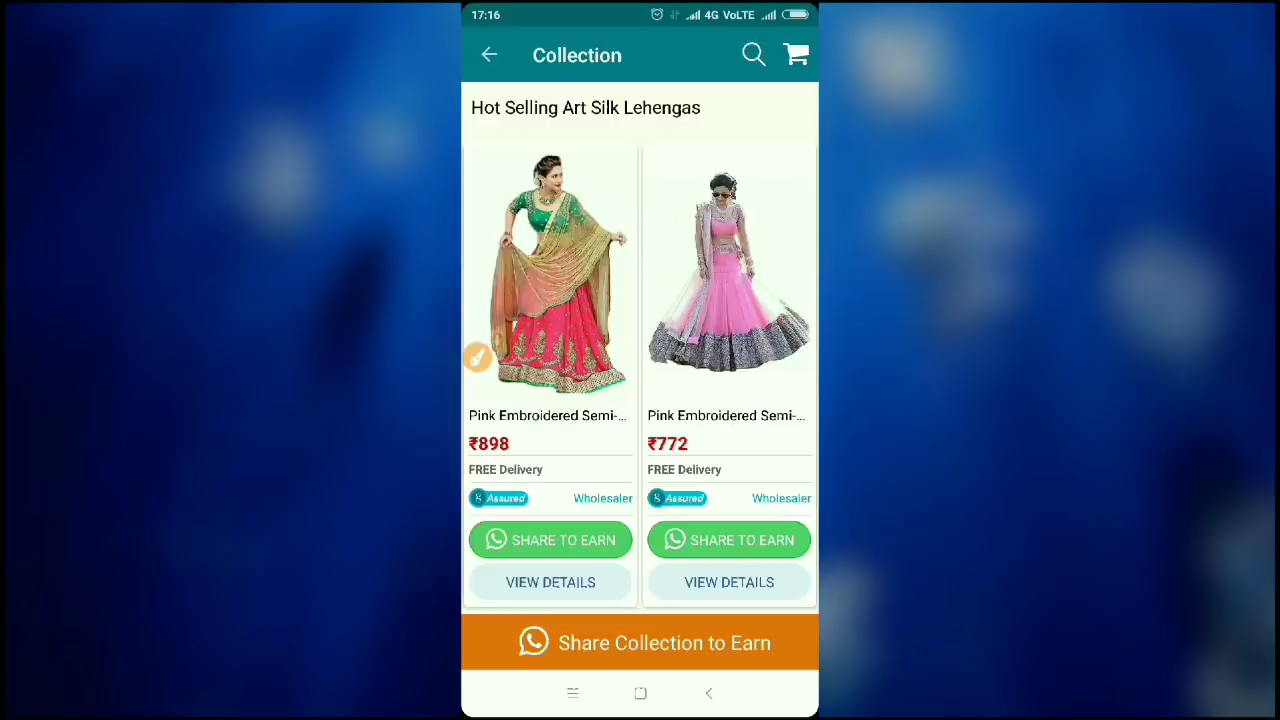 17:16
4G VoLTE
Collection
Hot Selling Art Silk Lehengas
Pink Embroidered Semi-...
₹898
FREE Delivery
g Assured
Wholesaler
SHARE TO EARN
VIEW DETAILS
Pink Embroidered Semi-...
₹772
FREE Delivery
g Assured
Wholesaler
SHARE TO EARN
VIEW DETAILS
Share Collection to Earn